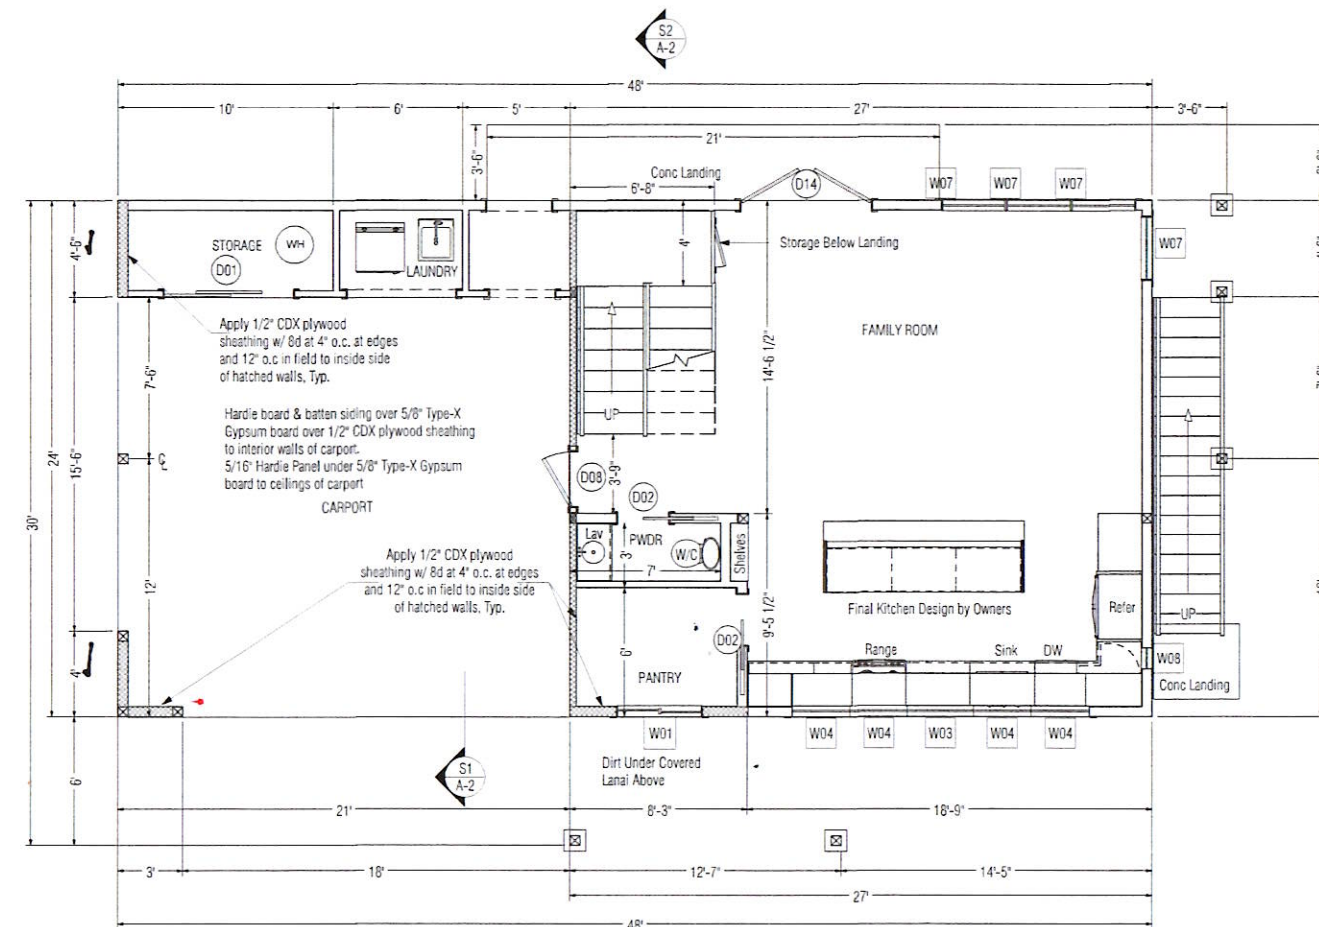 S2
A-2
48'
10'
6'
5'
27'
3'-6"
21'
3'-6"
Conc Landing
6'-8"
D14
W07
W07
W07
4'-6"
STORAGE
WH
D01
LAUNDRY
4'
Storage Below Landing
W07
Apply 1/2" CDX plywood
sheathing w/ 8d at 4" o.c. at edges
and 12" o.c in field to inside side
of hatched walls, Typ.
FAMILY ROOM
7'-6"
14'-6 1/2"
Hardie board & batten siding over 5/8" Type-X
Gypsum board over 1/2" CDX plywood sheathing
to interior walls of carport.
5/16" Hardie Panel under 5/8" Type-X Gypsum
board to ceilings of carport
UP
24'
15'-6"
CARPORT
D08
3'-9"
D02
30'
Lav
PWDR
3'
W/C
Shelves
7'
Apply 1/2" CDX plywood
sheathing w/ 8d at 4" o.c. at edges
and 12" o.c in field to inside side
of hatched walls, Typ.
12'
Final Kitchen Design by Owners
Refer
UP
9'-5 1/2"
6'
D02
Range
Sink
DW
W08
4'
PANTRY
Conc Landing
W01
W04
W04
W03
W04
W04
S1
A-2
Dirt Under Covered
Lanai Above
6'
21'
8'-3"
18'-9"
3'
18'
12'-7"
14'-5"
27'
48'